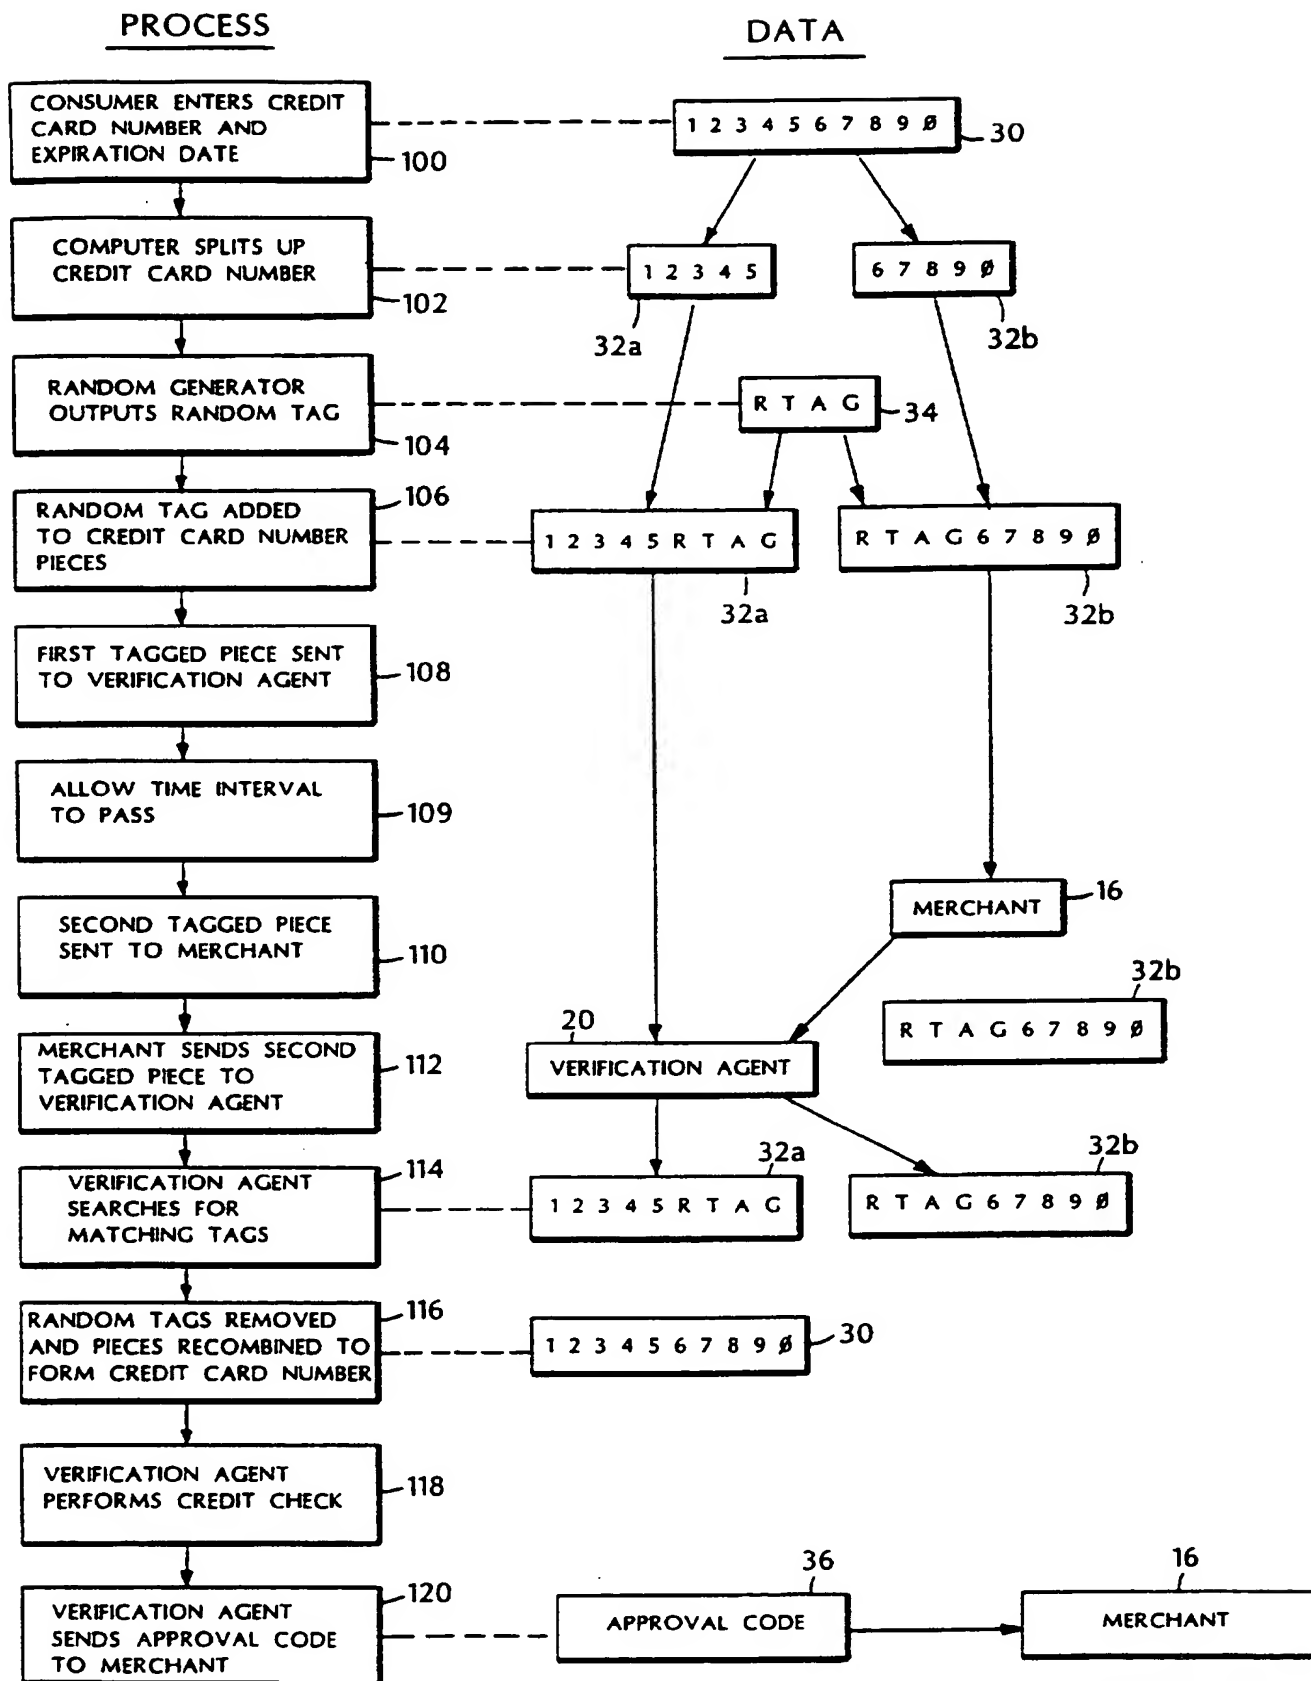 PROCESS
DATA
CONSUMER ENTERS CREDIT
CARD NUMBER AND
EXPIRATION DATE
100
1 2 3 4 5 6 7 8 9 Ø
30
COMPUTER SPLITS UP
CREDIT CARD NUMBER
102
1 2 3 4 5
32a
6 7 8 9 Ø
32b
RANDOM GENERATOR
OUTPUTS RANDOM TAG
104
R T A G
34
RANDOM TAG ADDED
TO CREDIT CARD NUMBER
PIECES
106
1 2 3 4 5 R T A G
32a
R T A G 6 7 8 9 Ø
32b
FIRST TAGGED PIECE SENT
TO VERIFICATION AGENT
108
ALLOW TIME INTERVAL
TO PASS
109
SECOND TAGGED PIECE
SENT TO MERCHANT
110
MERCHANT
16
32b
R T A G 6 7 8 9 Ø
MERCHANT SENDS SECOND
TAGGED PIECE TO
VERIFICATION AGENT
112
20
VERIFICATION AGENT
VERIFICATION AGENT
SEARCHES FOR
MATCHING TAGS
114
32a
1 2 3 4 5 R T A G
32b
R T A G 6 7 8 9 Ø
RANDOM TAGS REMOVED
AND PIECES RECOMBINED TO
FORM CREDIT CARD NUMBER
116
1 2 3 4 5 6 7 8 9 Ø
30
VERIFICATION AGENT
PERFORMS CREDIT CHECK
118
VERIFICATION AGENT
SENDS APPROVAL CODE
TO MERCHANT
120
36
APPROVAL CODE
16
MERCHANT